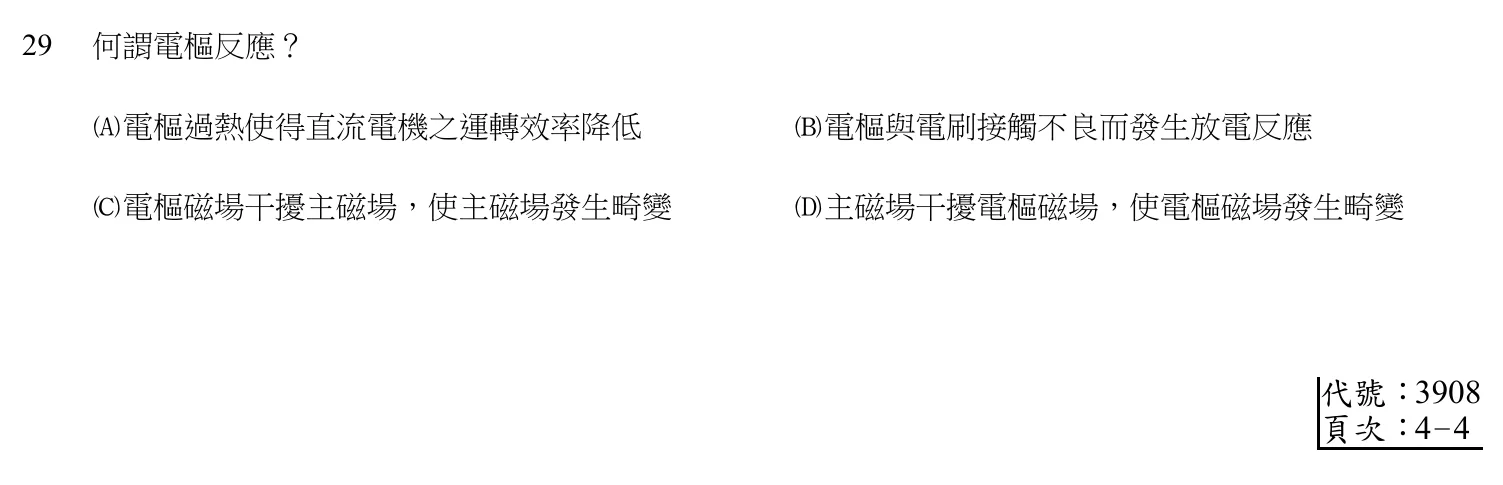 29 何謂電樞反應？
(A)電樞過熱使得直流電機之運轉效率降低 (B)電樞與電刷接觸不良而發生放電反應
(C)電樞磁場干擾主磁場，使主磁場發生畸變 (D)主磁場干擾電樞磁場，使電樞磁場發生畸變
代號：3908
頁次：4－4